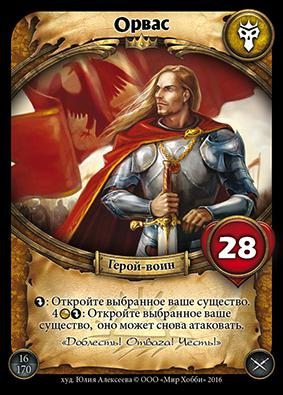 Орвас
28
Герой-воин
: Откройте выбранное ваше существо.
4 : Откройте выбранное ваше
существо, оно может снова атаковать.
«Доблесть! Отвага! Честь!»
16
170
худ. Юлия Алексеева © ООО «Мир Хобби» 2016